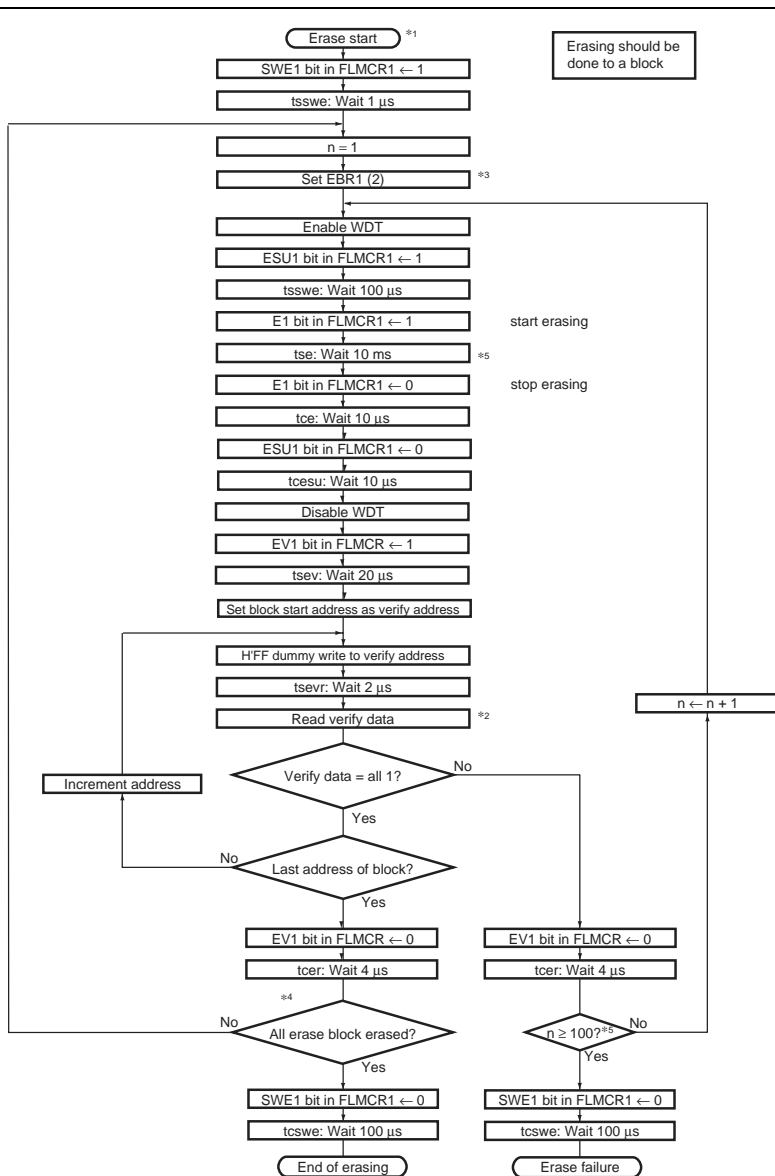 Erase start
*1
Erasing should be
done to a block
SWE1 bit in FLMCR1 ← 1
tsswe: Wait 1 μs
n = 1
Set EBR1 (2)
*3
Enable WDT
ESU1 bit in FLMCR1 ← 1
tsswe: Wait 100 μs
E1 bit in FLMCR1 ← 1
start erasing
tse: Wait 10 ms
*5
E1 bit in FLMCR1 ← 0
stop erasing
tce: Wait 10 μs
ESU1 bit in FLMCR1 ← 0
tcesu: Wait 10 μs
Disable WDT
EV1 bit in FLMCR ← 1
tsev: Wait 20 μs
Set block start address as verify address
H'FF dummy write to verify address
tsevr: Wait 2 μs
n ← n + 1
Read verify data
*2
Increment address
Verify data = all 1?
No
Yes
No
Last address of block?
Yes
EV1 bit in FLMCR ← 0
EV1 bit in FLMCR ← 0
tcer: Wait 4 μs
tcer: Wait 4 μs
*4
No
All erase block erased?
n ≥ 100?*5
No
Yes
Yes
SWE1 bit in FLMCR1 ← 0
SWE1 bit in FLMCR1 ← 0
tcswe: Wait 100 μs
tcswe: Wait 100 μs
End of erasing
Erase failure